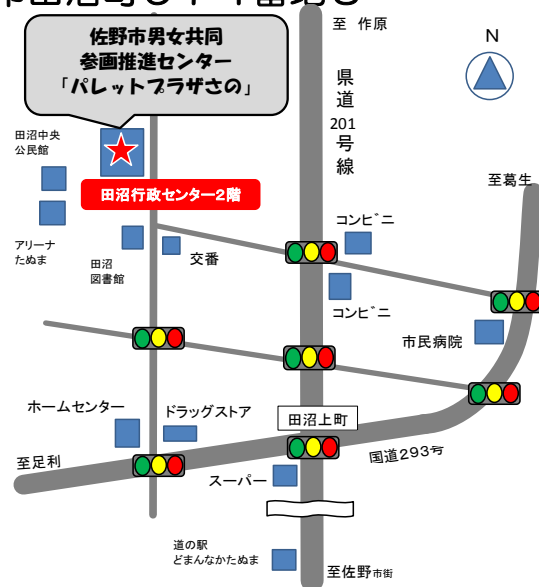 佐野市男女共同
参画推進センター
「パレットプラザさの」
至 作原
N
県道
201
号線
田沼中央
公民館
田沼行政センター2階
至葛生
アリーナ
たぬま
田沼
図書館
交番
コンビニ
コンビニ
市民病院
ホームセンター
ドラッグストア
田沼上町
国道293号
至足利
スーパー
道の駅
どまんなかたぬま
至佐野市街